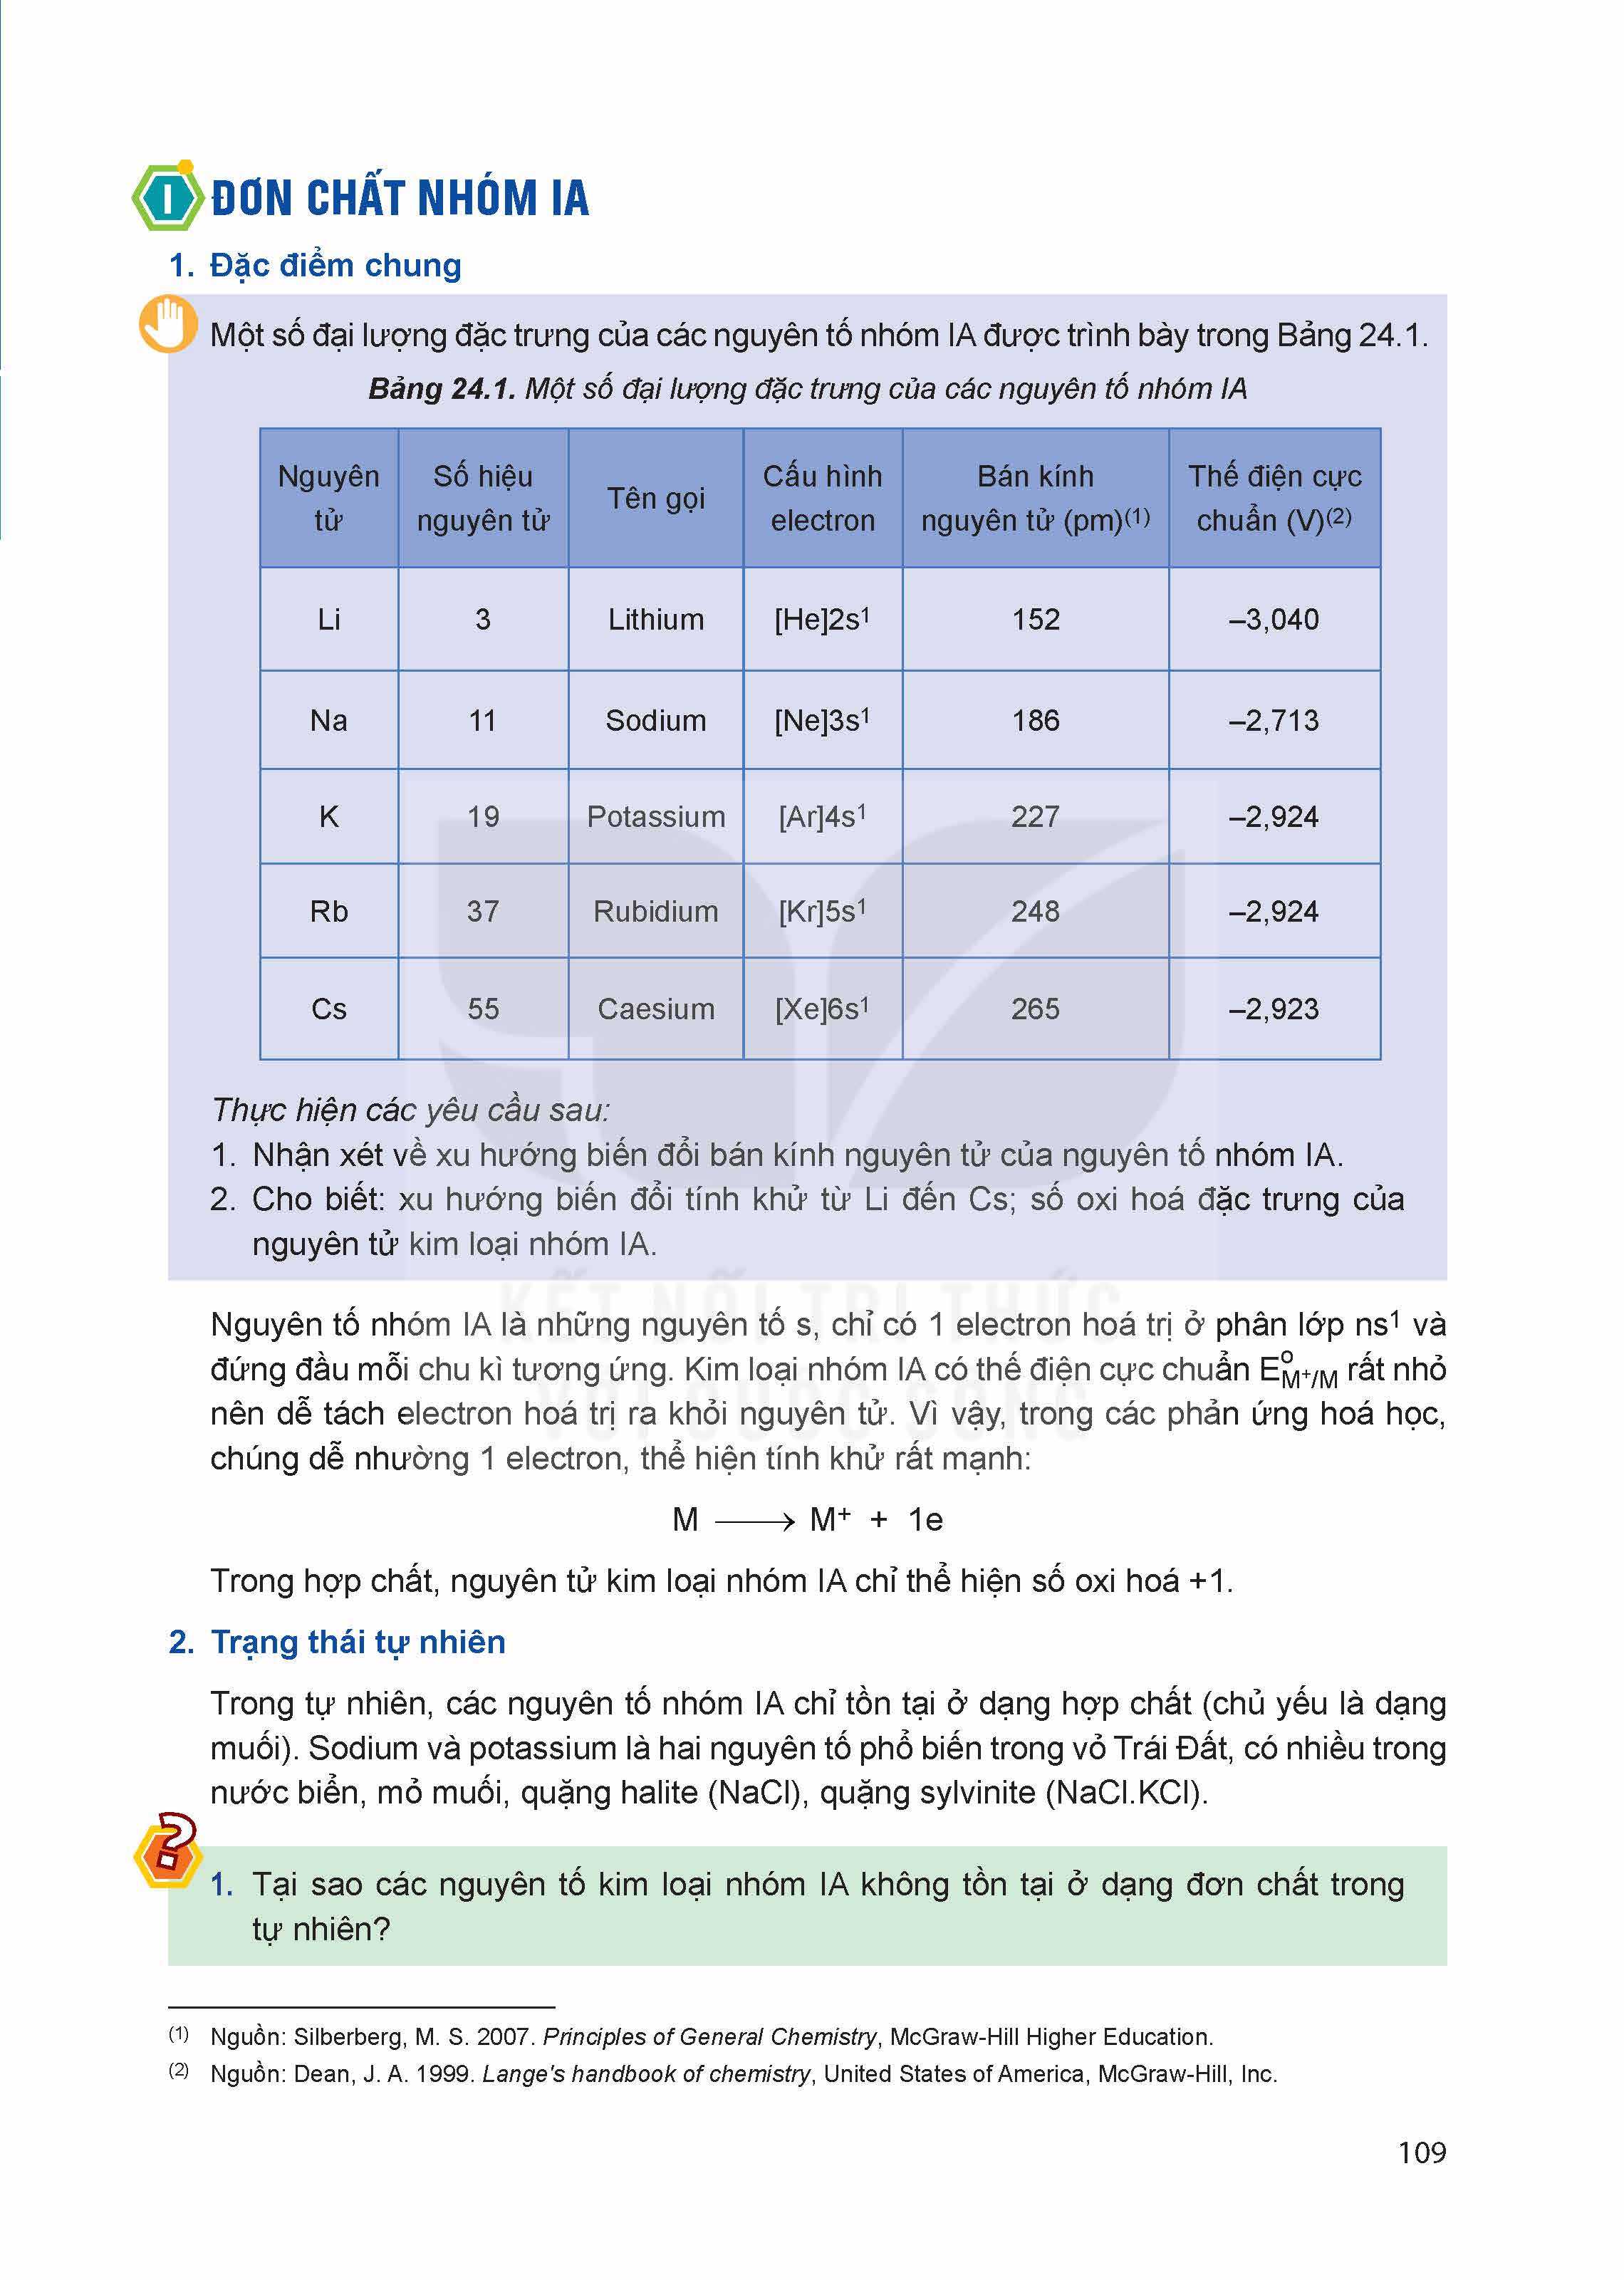 I ĐƠN CHẤT NHÓM IA
1. Đặc điểm chung
Một số đại lượng đặc trưng của các nguyên tố nhóm IA được trình bày trong Bảng 24.1.
Bảng 24.1. Một số đại lượng đặc trưng của các nguyên tố nhóm IA
Nguyên tử | Số hiệu nguyên tử | Tên gọi | Cấu hình electron | Bán kính nguyên tử (pm)(1) | Thế điện cực chuẩn (V)(2)
Li | 3 | Lithium | [He]2s¹ | 152 | –3,040
Na | 11 | Sodium | [Ne]3s¹ | 186 | –2,713
K | 19 | Potassium | [Ar]4s¹ | 227 | –2,924
Rb | 37 | Rubidium | [Kr]5s¹ | 248 | –2,924
Cs | 55 | Caesium | [Xe]6s¹ | 265 | –2,923
Thực hiện các yêu cầu sau:
1. Nhận xét về xu hướng biến đổi bán kính nguyên tử của nguyên tố nhóm IA.
2. Cho biết: xu hướng biến đổi tính khử từ Li đến Cs; số oxi hoá đặc trưng của
nguyên tử kim loại nhóm IA.
KẾT NỐI TRI THỨC
VỚI CUỘC SỐNG
Nguyên tố nhóm IA là những nguyên tố s, chỉ có 1 electron hoá trị ở phân lớp ns¹ và
đứng đầu mỗi chu kì tương ứng. Kim loại nhóm IA có thế điện cực chuẩn E°M⁺/M rất nhỏ
nên dễ tách electron hoá trị ra khỏi nguyên tử. Vì vậy, trong các phản ứng hoá học,
chúng dễ nhường 1 electron, thể hiện tính khử rất mạnh:
M ⟶ M⁺ + 1e
Trong hợp chất, nguyên tử kim loại nhóm IA chỉ thể hiện số oxi hoá +1.
2. Trạng thái tự nhiên
Trong tự nhiên, các nguyên tố nhóm IA chỉ tồn tại ở dạng hợp chất (chủ yếu là dạng
muối). Sodium và potassium là hai nguyên tố phổ biến trong vỏ Trái Đất, có nhiều trong
nước biển, mỏ muối, quặng halite (NaCl), quặng sylvinite (NaCl.KCl).
?
1. Tại sao các nguyên tố kim loại nhóm IA không tồn tại ở dạng đơn chất trong
tự nhiên?
(1) Nguồn: Silberberg, M. S. 2007. Principles of General Chemistry, McGraw-Hill Higher Education.
(2) Nguồn: Dean, J. A. 1999. Lange's handbook of chemistry, United States of America, McGraw-Hill, Inc.
109